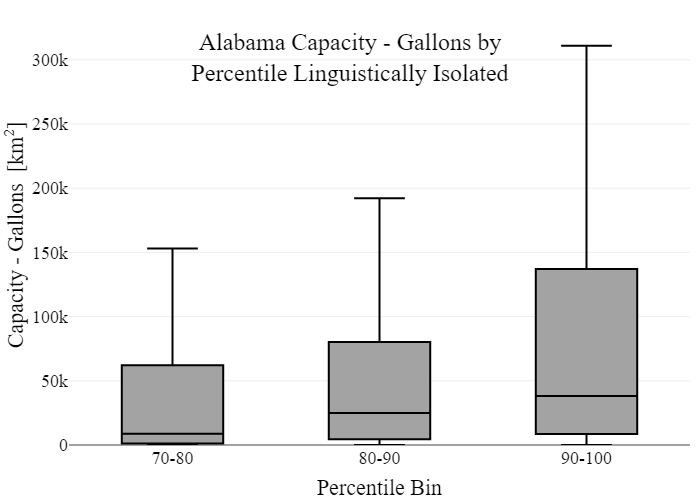 Alabama Capacity - Gallons by
Percentile Linguistically Isolated
Capacity - Gallons [km²]
300k
250k
200k
150k
100k
50k
0
70-80
80-90
90-100
Percentile Bin